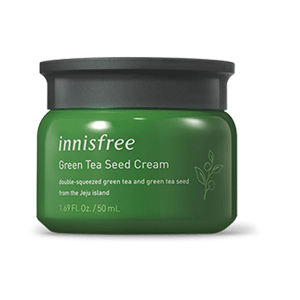 innisfree
Green Tea Seed Cream
double-squeezed green tea and green tea seed
from the Jeju island
1.69 Fl. Oz. / 50 mL